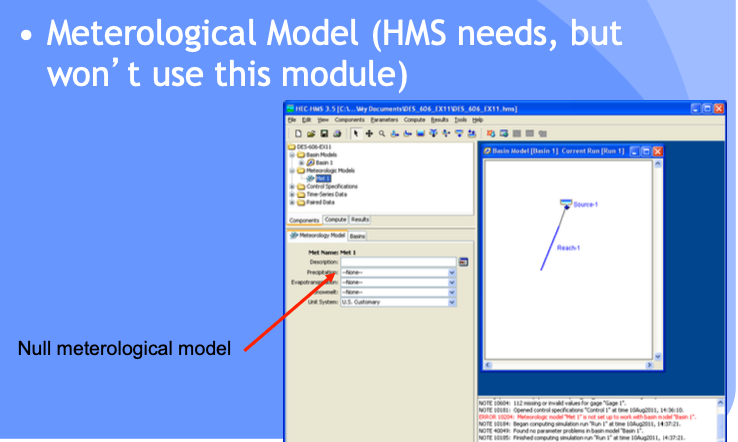 • Meterological Model (HMS needs, but
won't use this module)
HEC-HMS 3.5 [C:\...\My Documents\DES_606_EX11\DES_606_EX11.hms]
File Edit View Components Parameters Compute Results Tools Help
DES-606-EX11
Basin Models
Basin 1
Meteorologic Models
Met 1
Control Specifications
Time-Series Data
Paired Data
Components Compute Results
Meteorology Model Basins
Met Name: Met 1
Description:
Precipitation: --None--
Evapotranspiration: --None--
Snowmelt: --None--
Unit System: U.S. Customary
Null meterological model
Basin Model [Basin 1] Current Run [Run 1]
Source-1
Reach-1
NOTE 10604: 112 missing or invalid values for gage "Gage 1".
NOTE 10181: Opened control specifications "Control 1" at time 10Aug2011, 14:36:10.
ERROR 10204: Meteorologic model "Met 1" is not set up to work with basin model "Basin 1".
NOTE 10184: Began computing simulation run "Run 1" at time 10Aug2011, 14:37:21.
NOTE 40049: Found no parameter problems in basin model "Basin 1".
NOTE 10185: Finished computing simulation run "Run 1" at time 10Aug2011, 14:37:21.